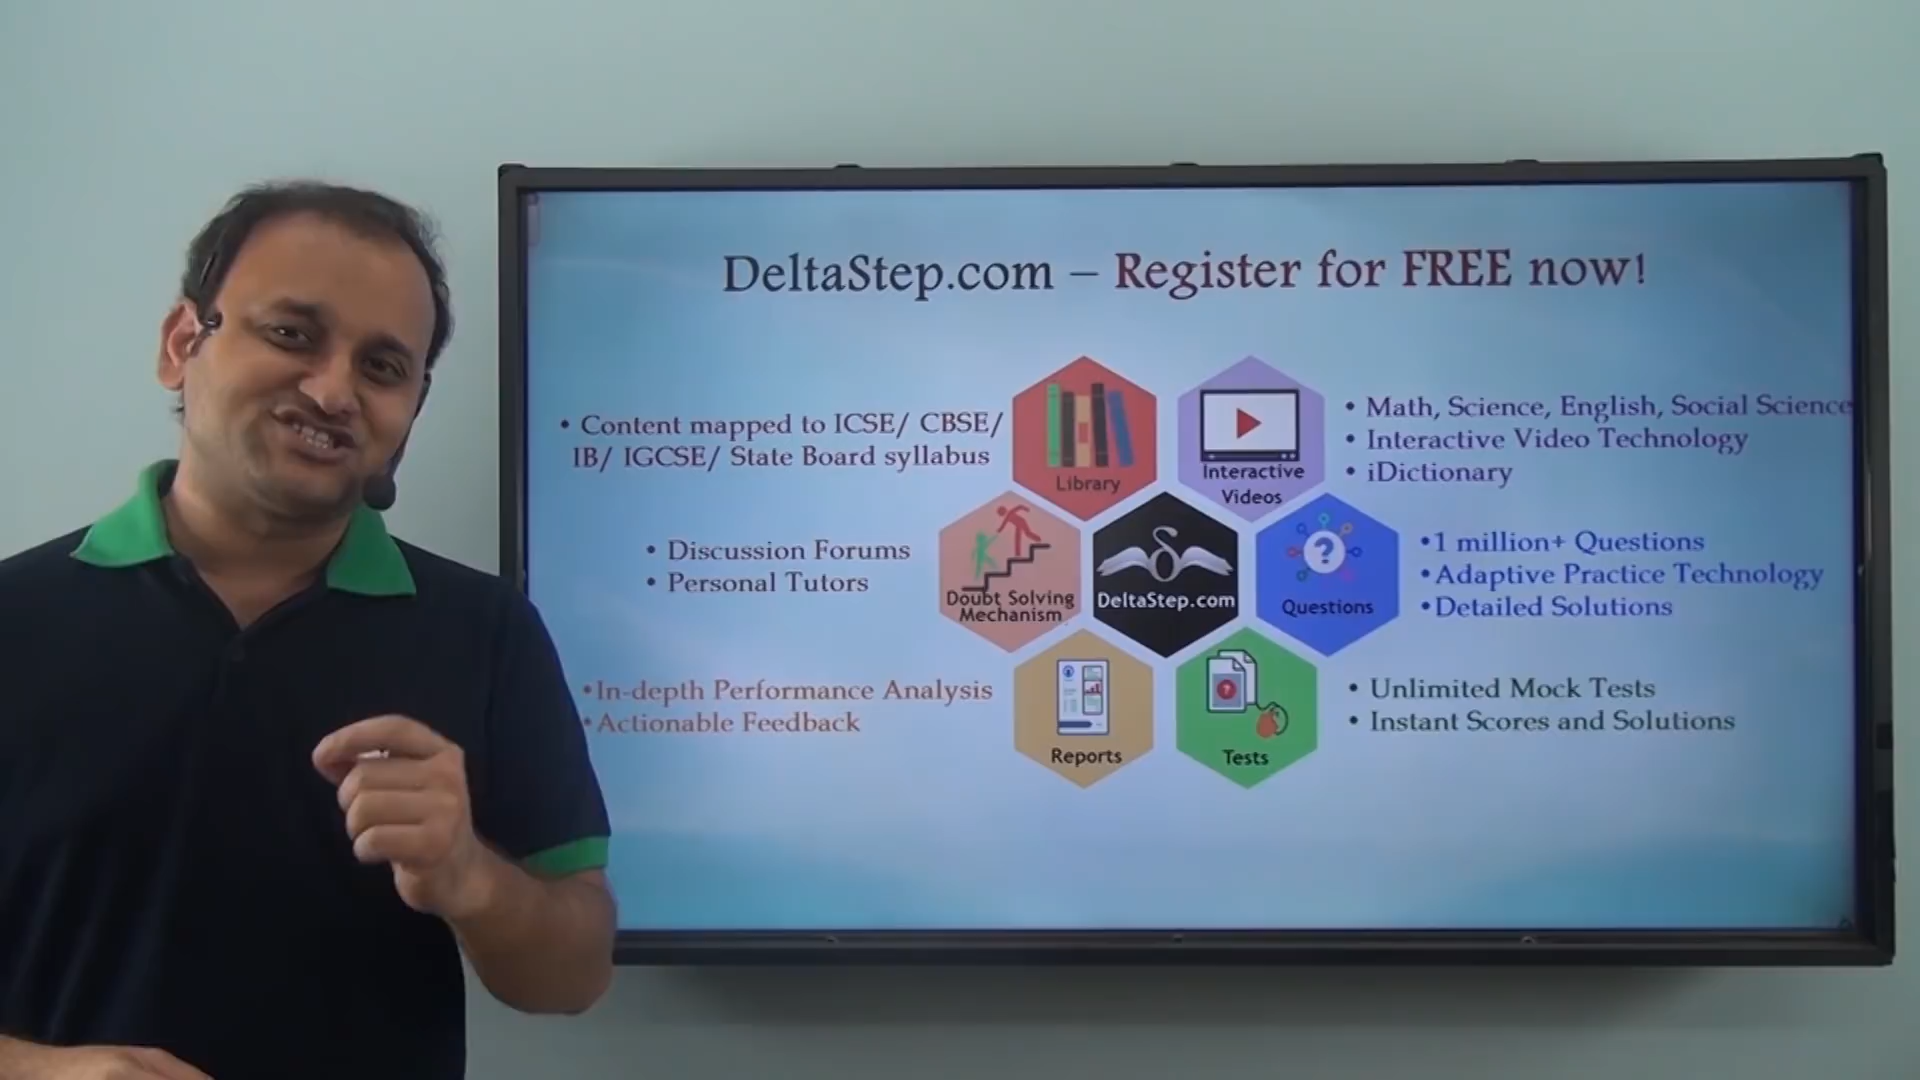 DeltaStep.com – Register for FREE now!
• Content mapped to ICSE/ CBSE/
IB/ IGCSE/ State Board syllabus
Library
Interactive
Videos
• Math, Science, English, Social Science
• Interactive Video Technology
• iDictionary
• Discussion Forums
• Personal Tutors
Doubt Solving
Mechanism
DeltaStep.com
?
Questions
•1 million+ Questions
•Adaptive Practice Technology
•Detailed Solutions
•In-depth Performance Analysis
•Actionable Feedback
Reports
?
Tests
• Unlimited Mock Tests
• Instant Scores and Solutions